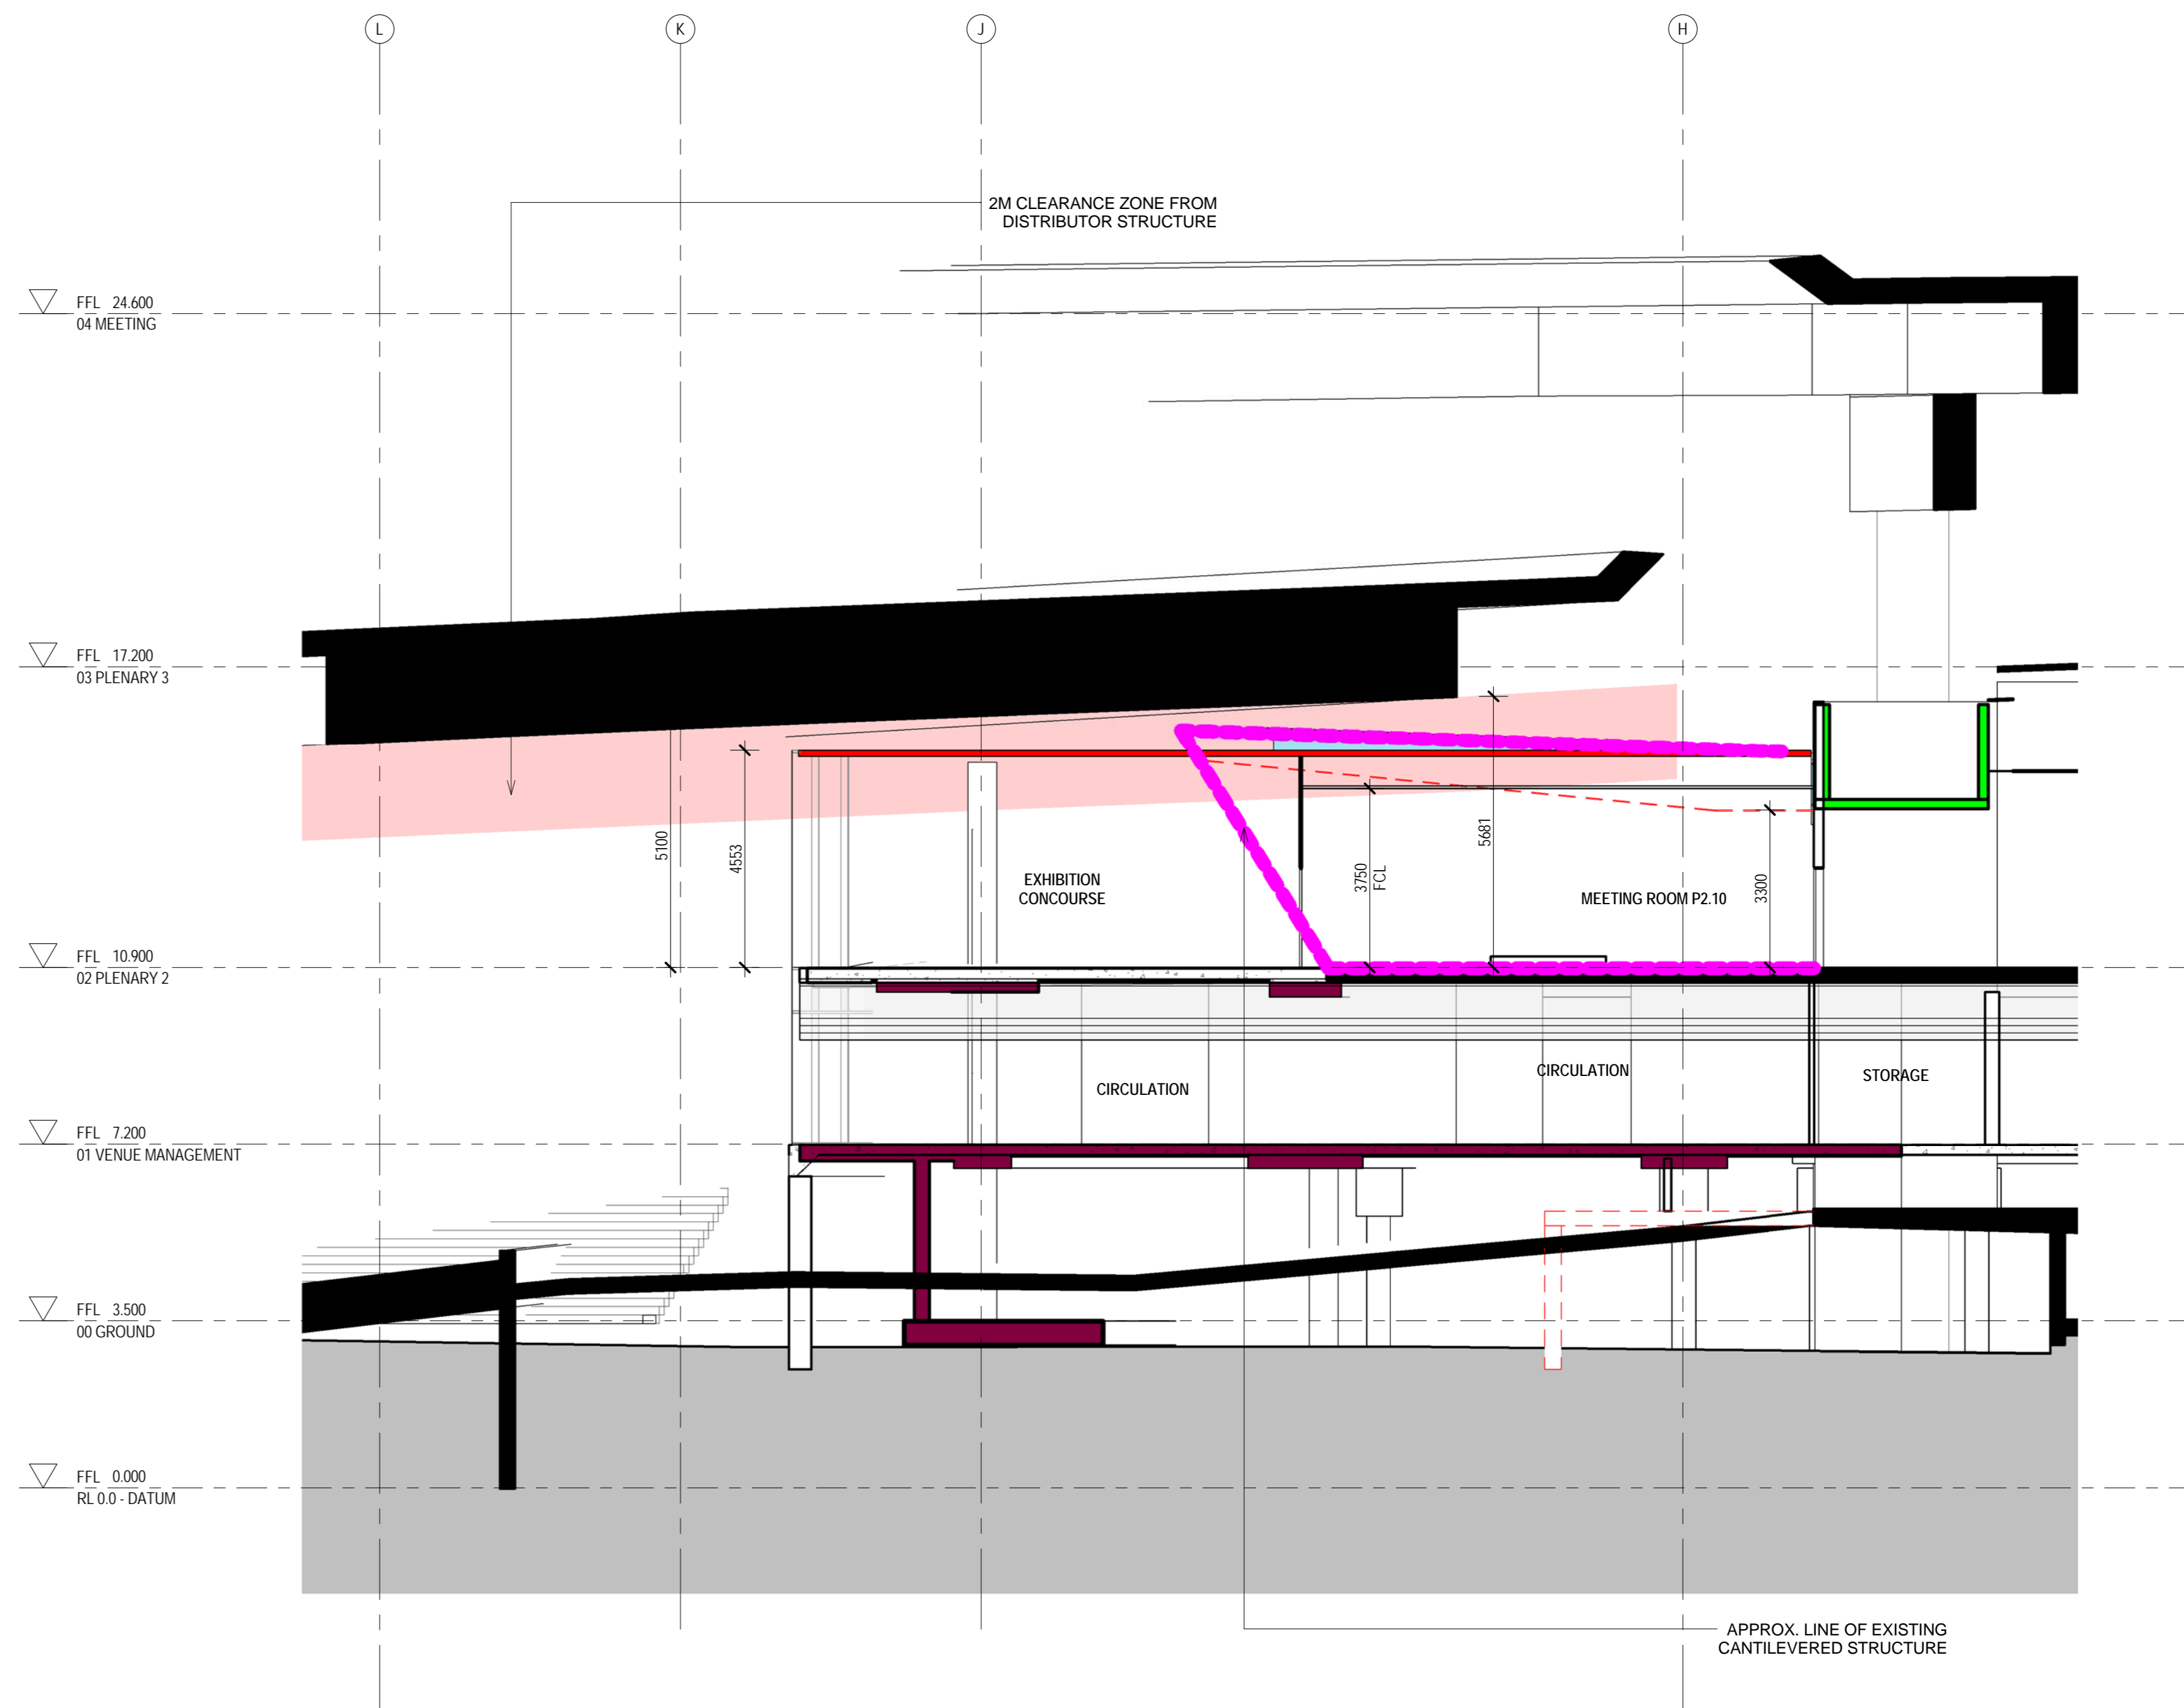 L
K
J
H
2M CLEARANCE ZONE FROM
DISTRIBUTOR STRUCTURE
FFL 24.600
04 MEETING
FFL 17.200
03 PLENARY 3
5100
4553
EXHIBITION
CONCOURSE
3750
FCL
5681
MEETING ROOM P2.10
3300
FFL 10.900
02 PLENARY 2
CIRCULATION
CIRCULATION
STORAGE
FFL 7.200
01 VENUE MANAGEMENT
FFL 3.500
00 GROUND
FFL 0.000
RL 0.0 - DATUM
APPROX. LINE OF EXISTING
CANTILEVERED STRUCTURE